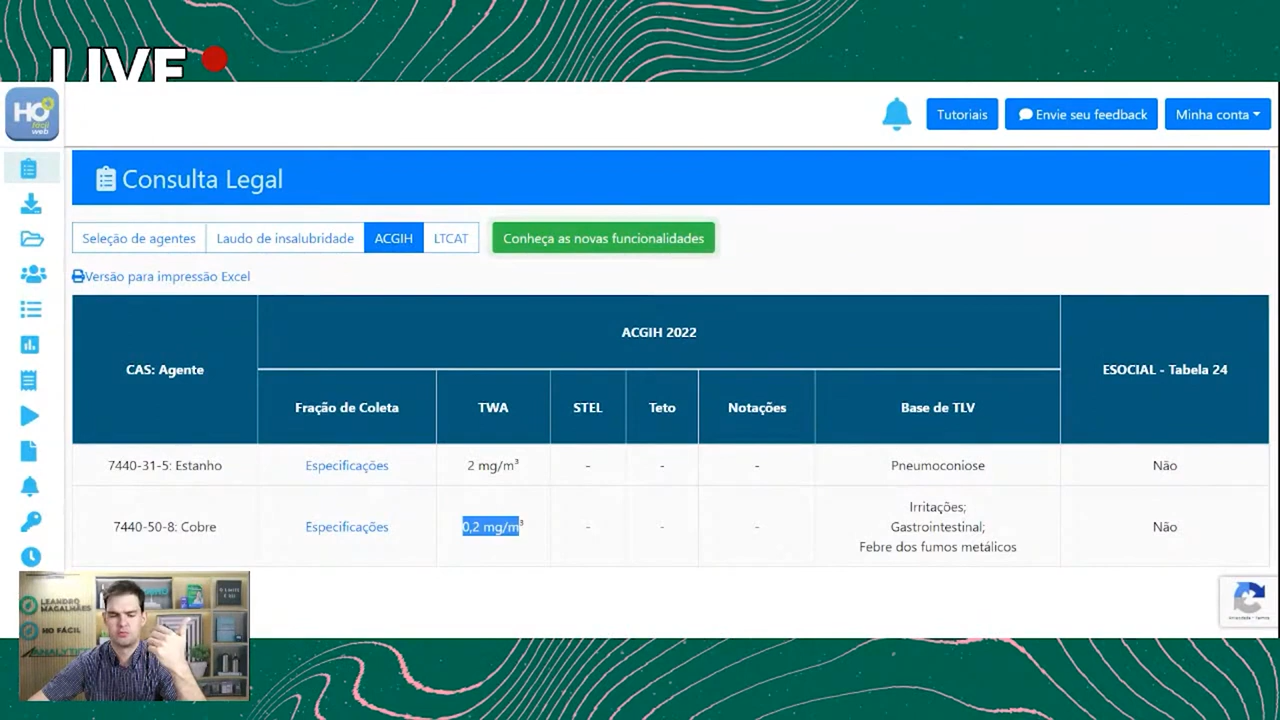 LIVE
HO
fácil
web
Tutoriais
Envie seu feedback
Minha conta
Consulta Legal
Seleção de agentes
Laudo de insalubridade
ACGIH
LTCAT
Conheça as novas funcionalidades
Versão para impressão Excel
CAS: Agente
ACGIH 2022
ESOCIAL - Tabela 24
Fração de Coleta
TWA
STEL
Teto
Notações
Base de TLV
7440-31-5: Estanho
Especificações
2 mg/m³
-
-
-
Pneumoconiose
Não
7440-50-8: Cobre
Especificações
0,2 mg/m³
-
-
-
Irritações;
Gastrointestinal;
Febre dos fumos metálicos
Não
LEANDRO
MAGALHÃES
HO FÁCIL
ANALYTICS